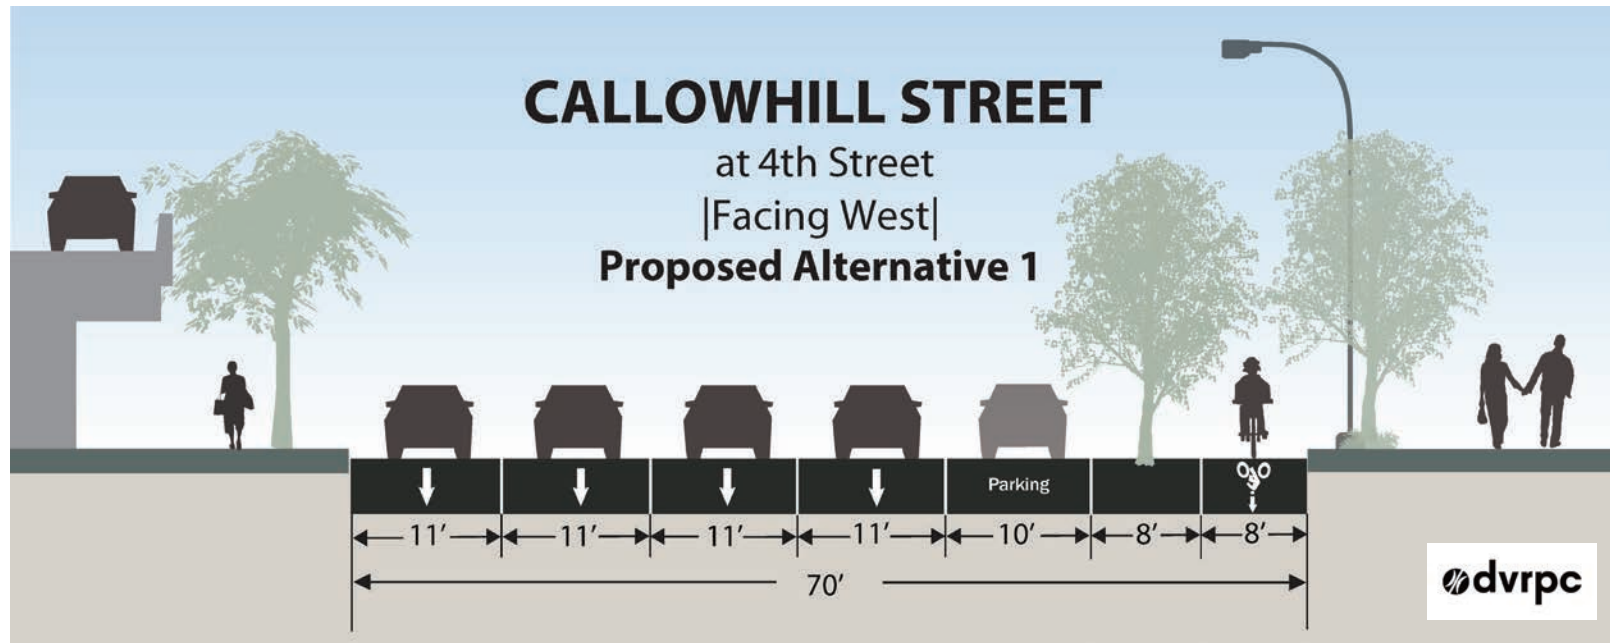 CALLOWHILL STREET
at 4th Street
|Facing West|
Proposed Alternative 1
Parking
11' 11' 11' 11' 10' 8' 8'
70'
dvrpc